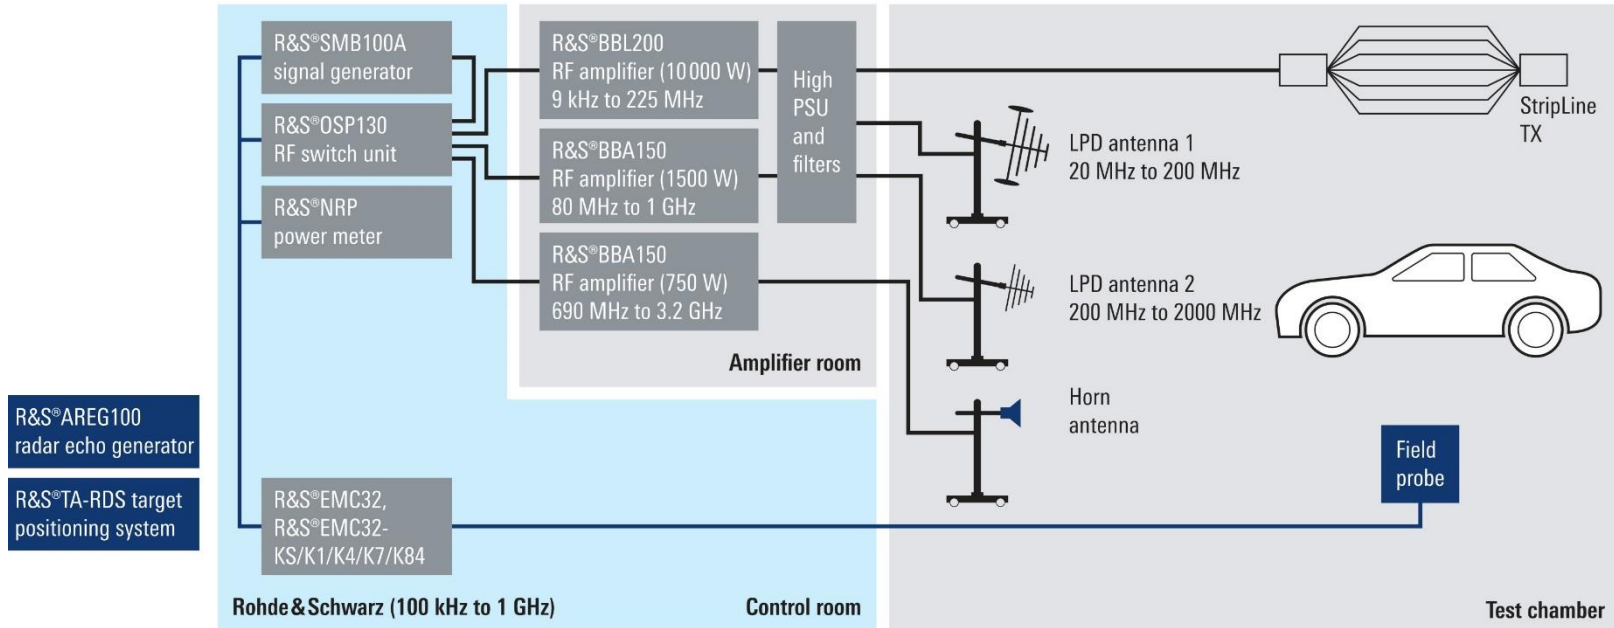 R&S®SMB100A
signal generator
R&S®OSP130
RF switch unit
R&S®NRP
power meter
R&S®BBL200
RF amplifier (10 000 W)
9 kHz to 225 MHz
R&S®BBA150
RF amplifier (1500 W)
80 MHz to 1 GHz
R&S®BBA150
RF amplifier (750 W)
690 MHz to 3.2 GHz
High
PSU
and
filters
Amplifier room
StripLine
TX
LPD antenna 1
20 MHz to 200 MHz
LPD antenna 2
200 MHz to 2000 MHz
Horn
antenna
Field
probe
R&S®AREG100
radar echo generator
R&S®TA-RDS target
positioning system
R&S®EMC32,
R&S®EMC32-
KS/K1/K4/K7/K84
Rohde & Schwarz (100 kHz to 1 GHz)
Control room
Test chamber